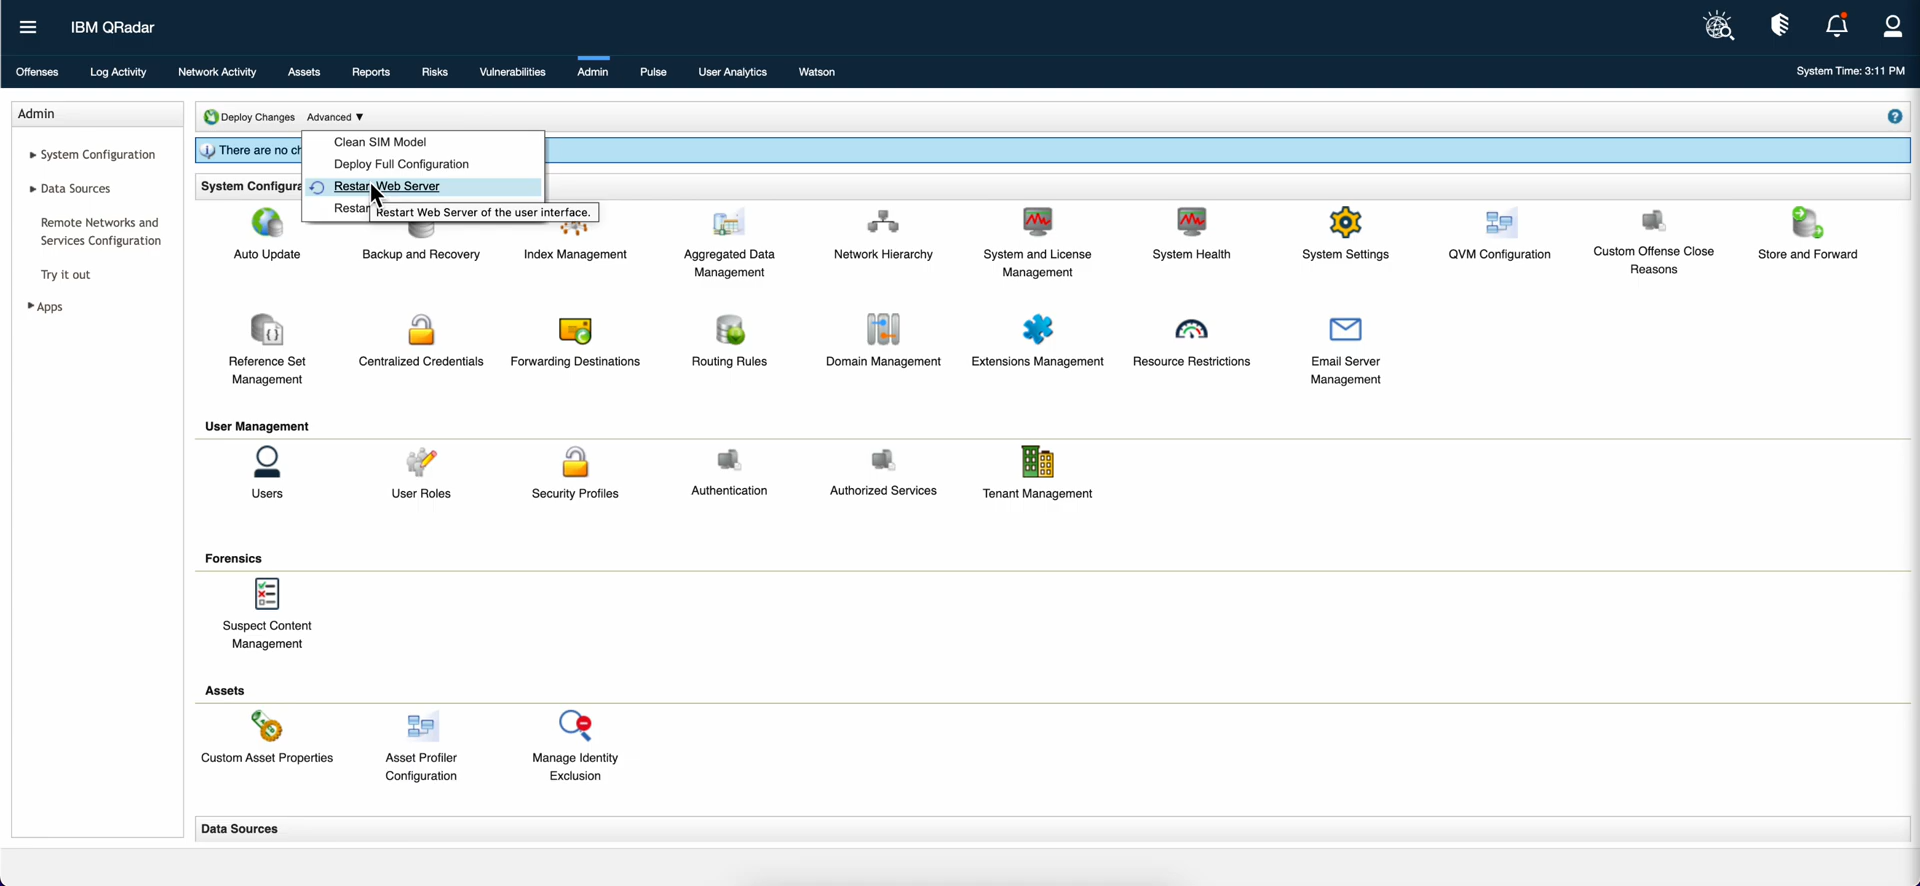 IBM QRadar
Offenses Log Activity Network Activity Assets Reports Risks Vulnerabilities Admin Pulse User Analytics Watson System Time: 3:11 PM
Admin
System Configuration
Data Sources
Remote Networks and
Services Configuration
Try it out
Apps
Deploy Changes Advanced ▼
There are no ch
Clean SIM Model
Deploy Full Configuration
Restart Web Server
Restar
Restart Web Server of the user interface.
System Configura
Auto Update Backup and Recovery Index Management Aggregated Data Network Hierarchy System and License System Health System Settings QVM Configuration Custom Offense Close Store and Forward
Management Management Reasons
Reference Set Centralized Credentials Forwarding Destinations Routing Rules Domain Management Extensions Management Resource Restrictions Email Server
Management Management
User Management
Users User Roles Security Profiles Authentication Authorized Services Tenant Management
Forensics
Suspect Content
Management
Assets
Custom Asset Properties Asset Profiler Manage Identity
Configuration Exclusion
Data Sources